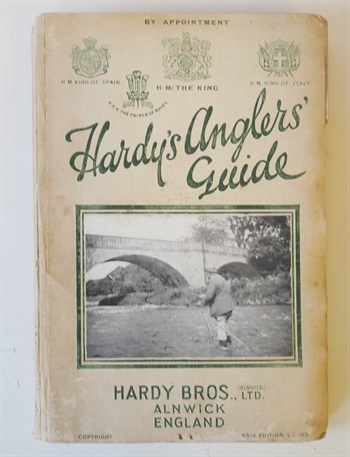 BY APPOINTMENT
H.M. KING OF SPAIN
H.M. THE KING
H.M. KING OF ITALY
H.R.H. THE PRINCE OF WALES
Hardy's Anglers'
Guide
HARDY BROS., (ALNWICK) LTD.
ALNWICK
ENGLAND
COPYRIGHT
EDITION